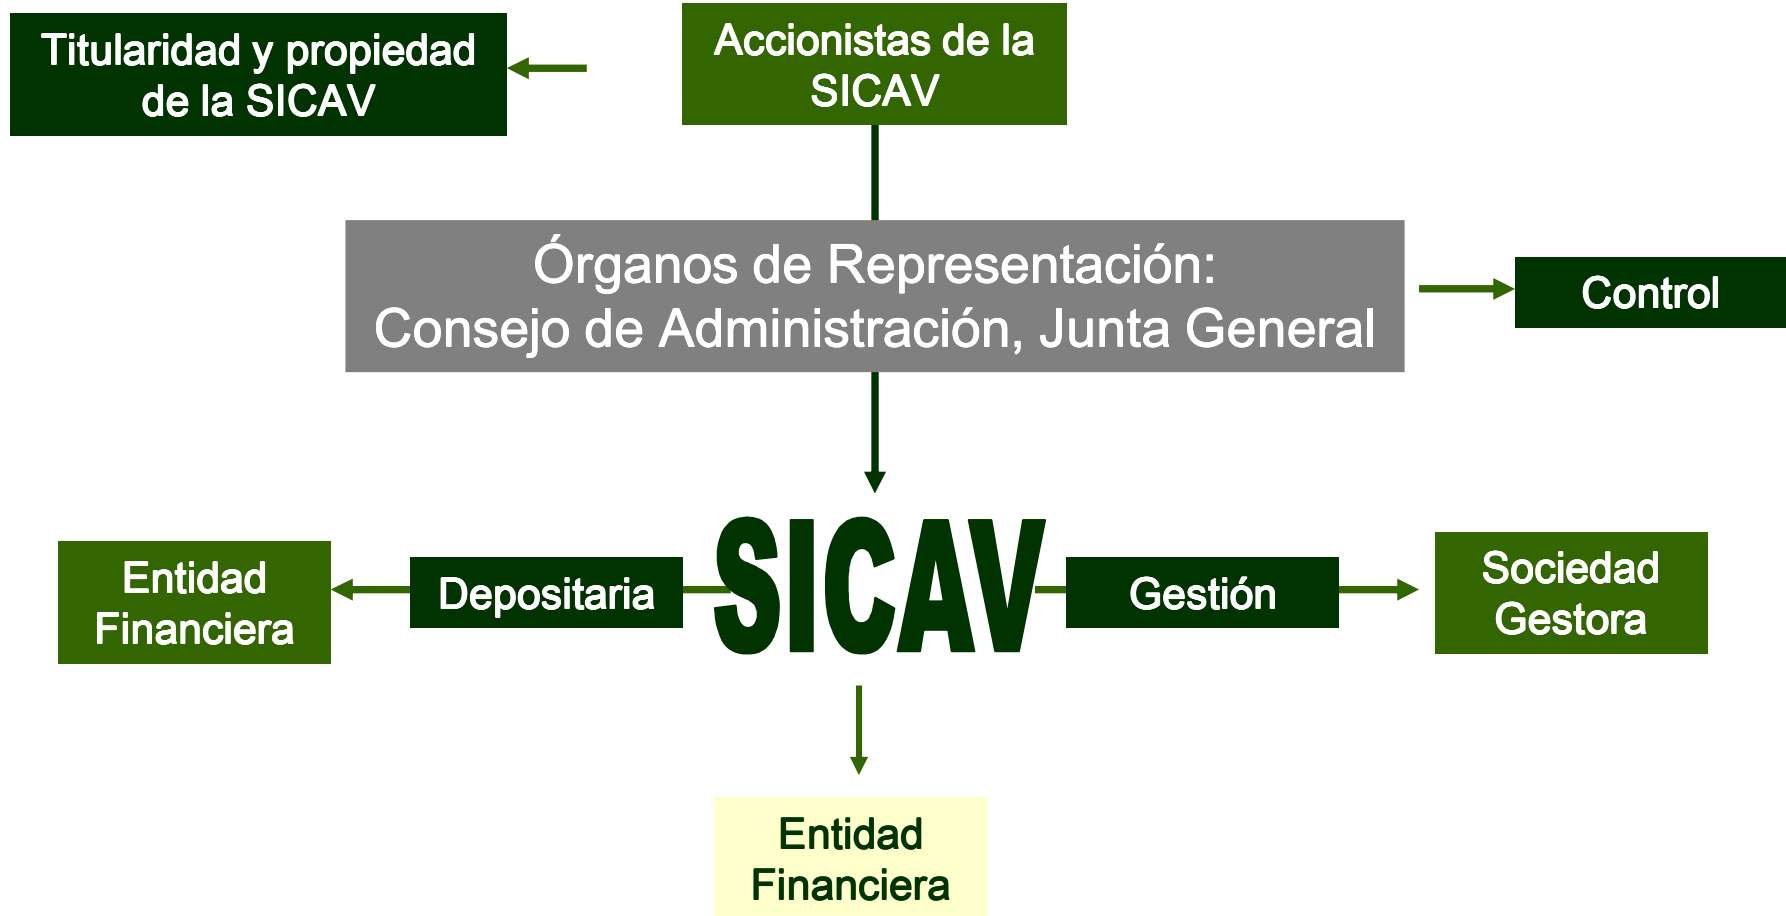 Titularidad y propiedad
de la SICAV
Accionistas de la
SICAV
Órganos de Representación:
Consejo de Administración, Junta General
Control
Entidad
Financiera
Depositaria
SICAV
Gestión
Sociedad
Gestora
Entidad
Financiera